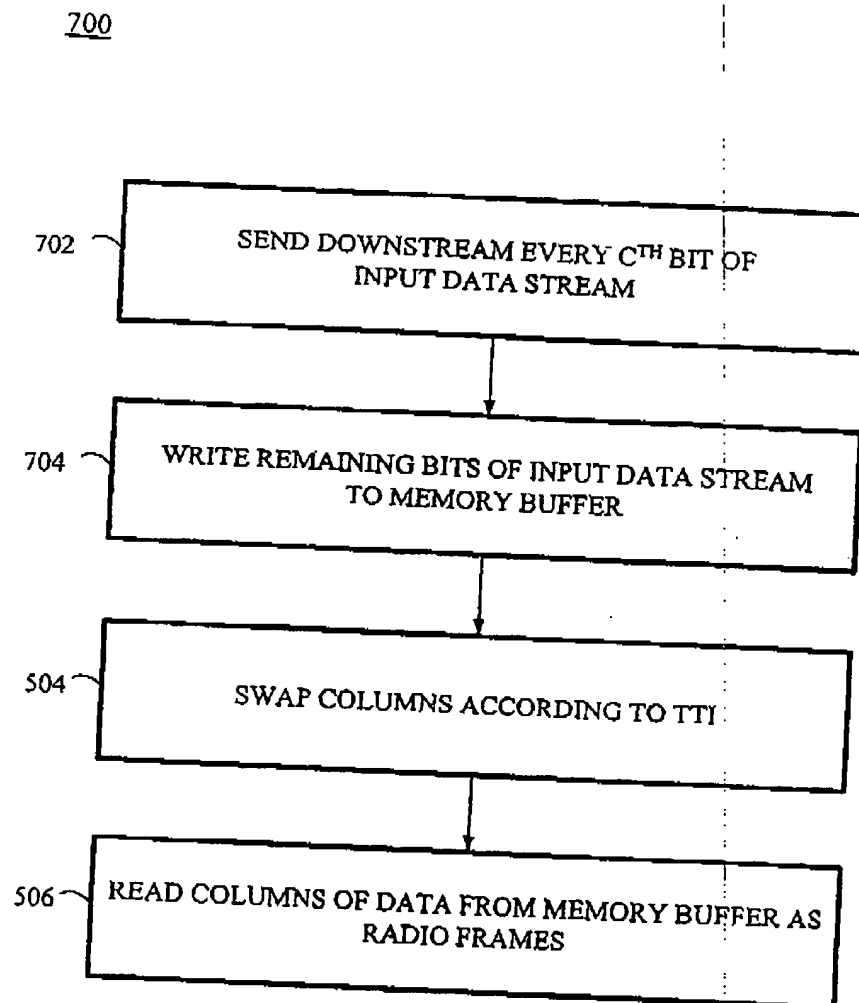 700
702
SEND DOWNSTREAM EVERY CTH BIT OF
INPUT DATA STREAM
704
WRITE REMAINING BITS OF INPUT DATA STREAM
TO MEMORY BUFFER
504
SWAP COLUMNS ACCORDING TO TTI
506
READ COLUMNS OF DATA FROM MEMORY BUFFER AS
RADIO FRAMES